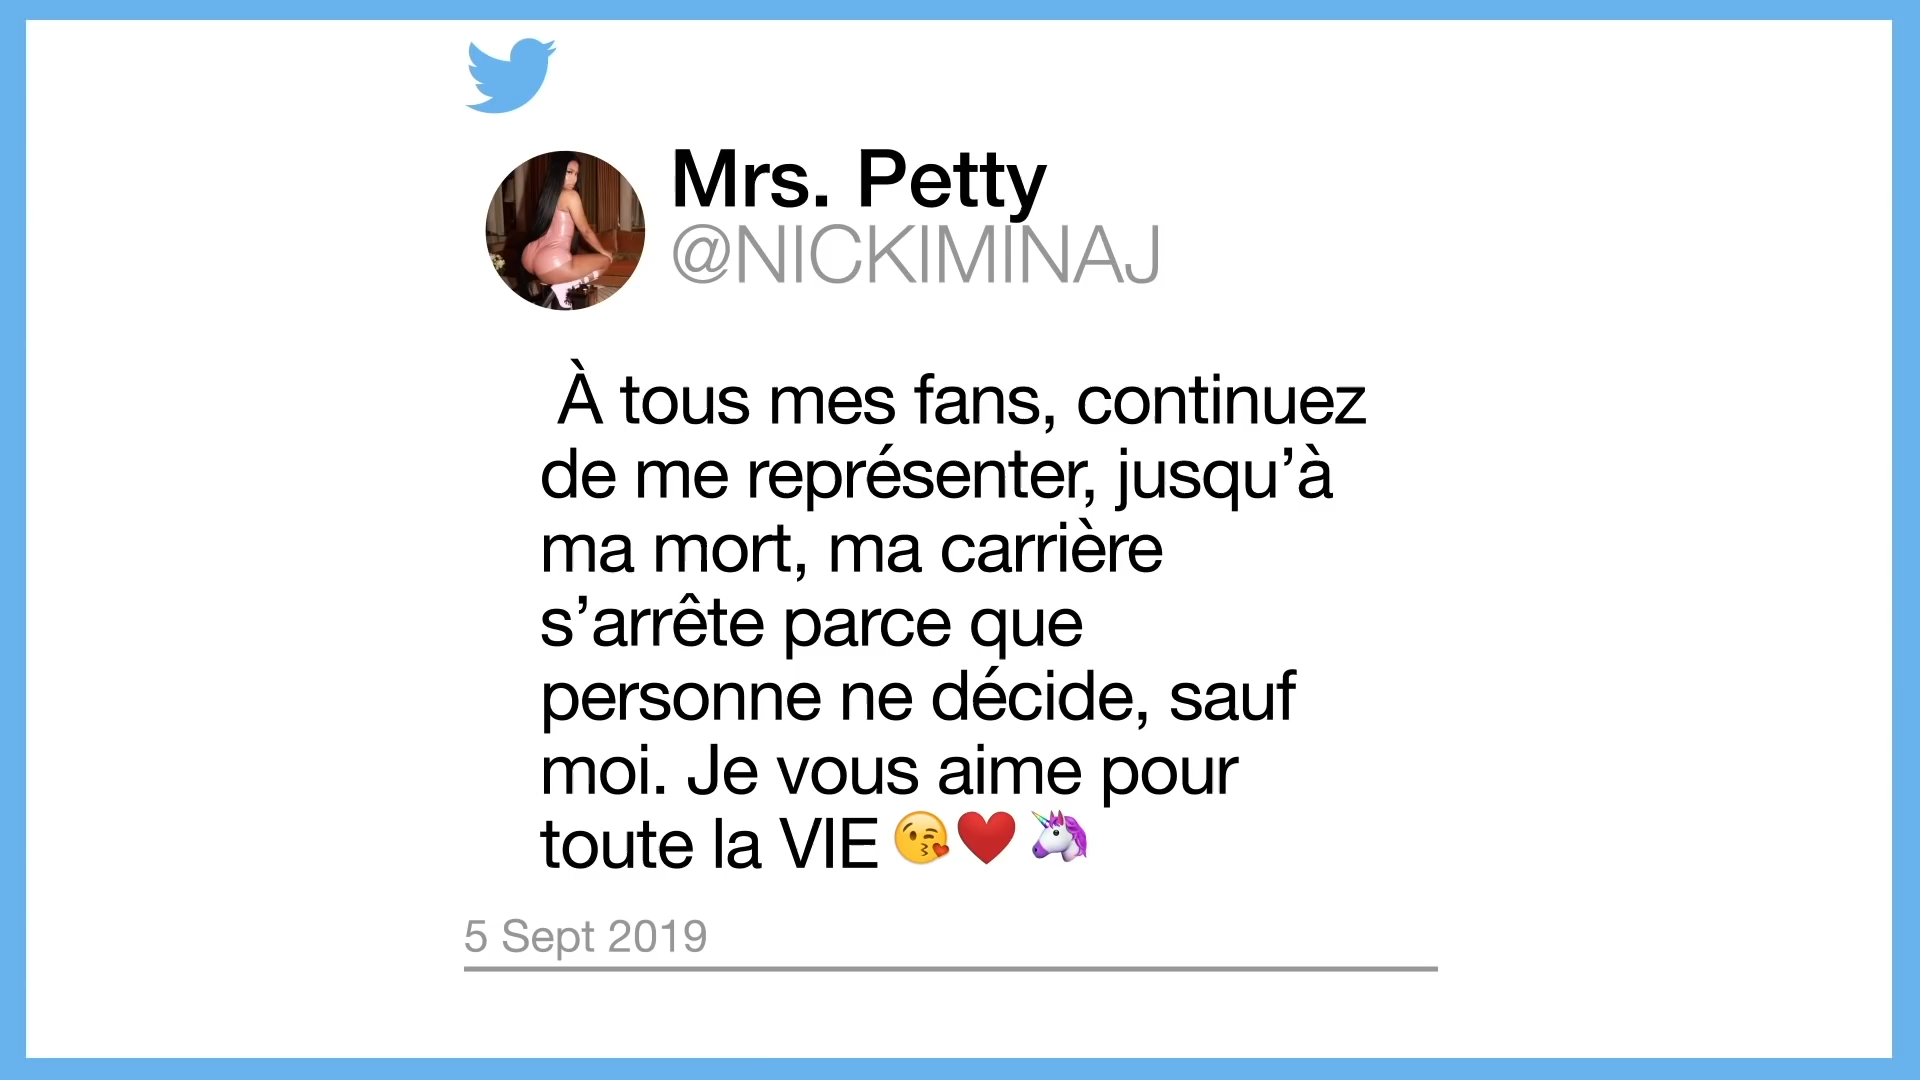 Mrs. Petty
@NICKIMINAJ
À tous mes fans, continuez
de me représenter, jusqu’à
ma mort, ma carrière
s’arrête parce que
personne ne décide, sauf
moi. Je vous aime pour
toute la VIE 😘❤️🦄
5 Sept 2019